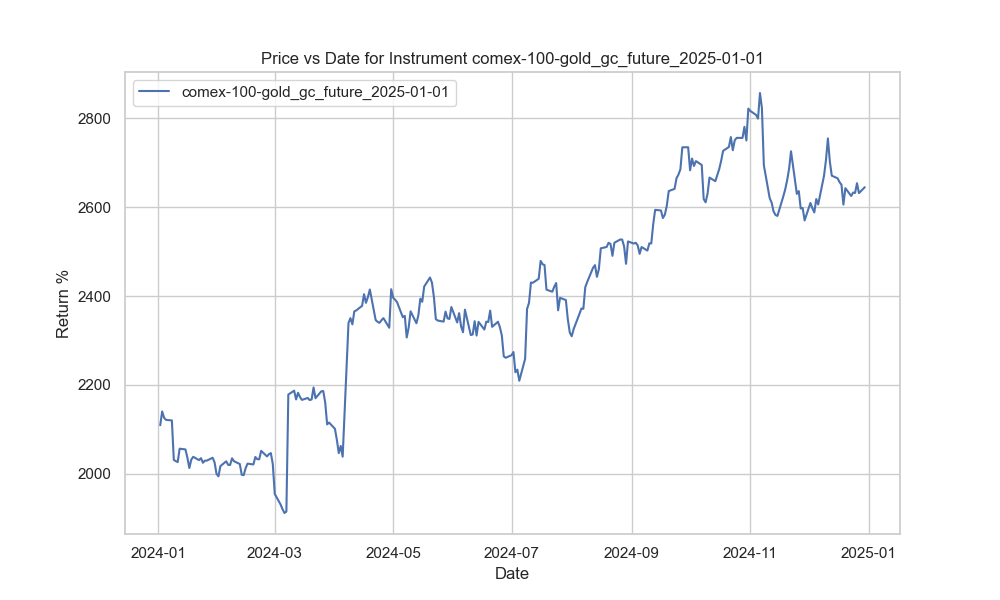 Price vs Date for Instrument comex-100-gold_gc_future_2025-01-01
comex-100-gold_gc_future_2025-01-01
2800
2600
2400
2200
2000
Return %
2024-01 2024-03 2024-05 2024-07 2024-09 2024-11 2025-01
Date